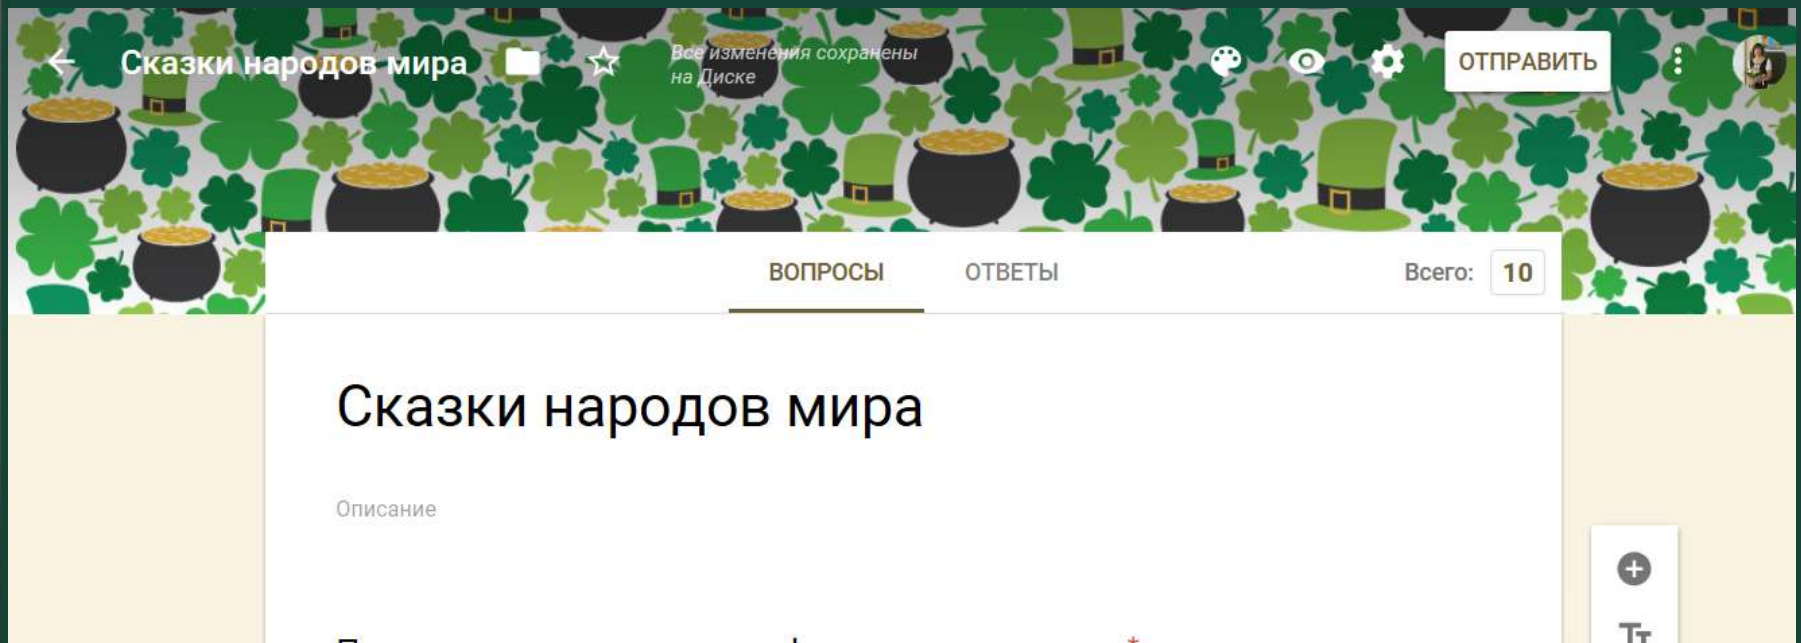 Сказки народов мира
Все изменения сохранены
на Диске
ОТПРАВИТЬ
ВОПРОСЫ
ОТВЕТЫ
Всего: 10
Сказки народов мира
Описание